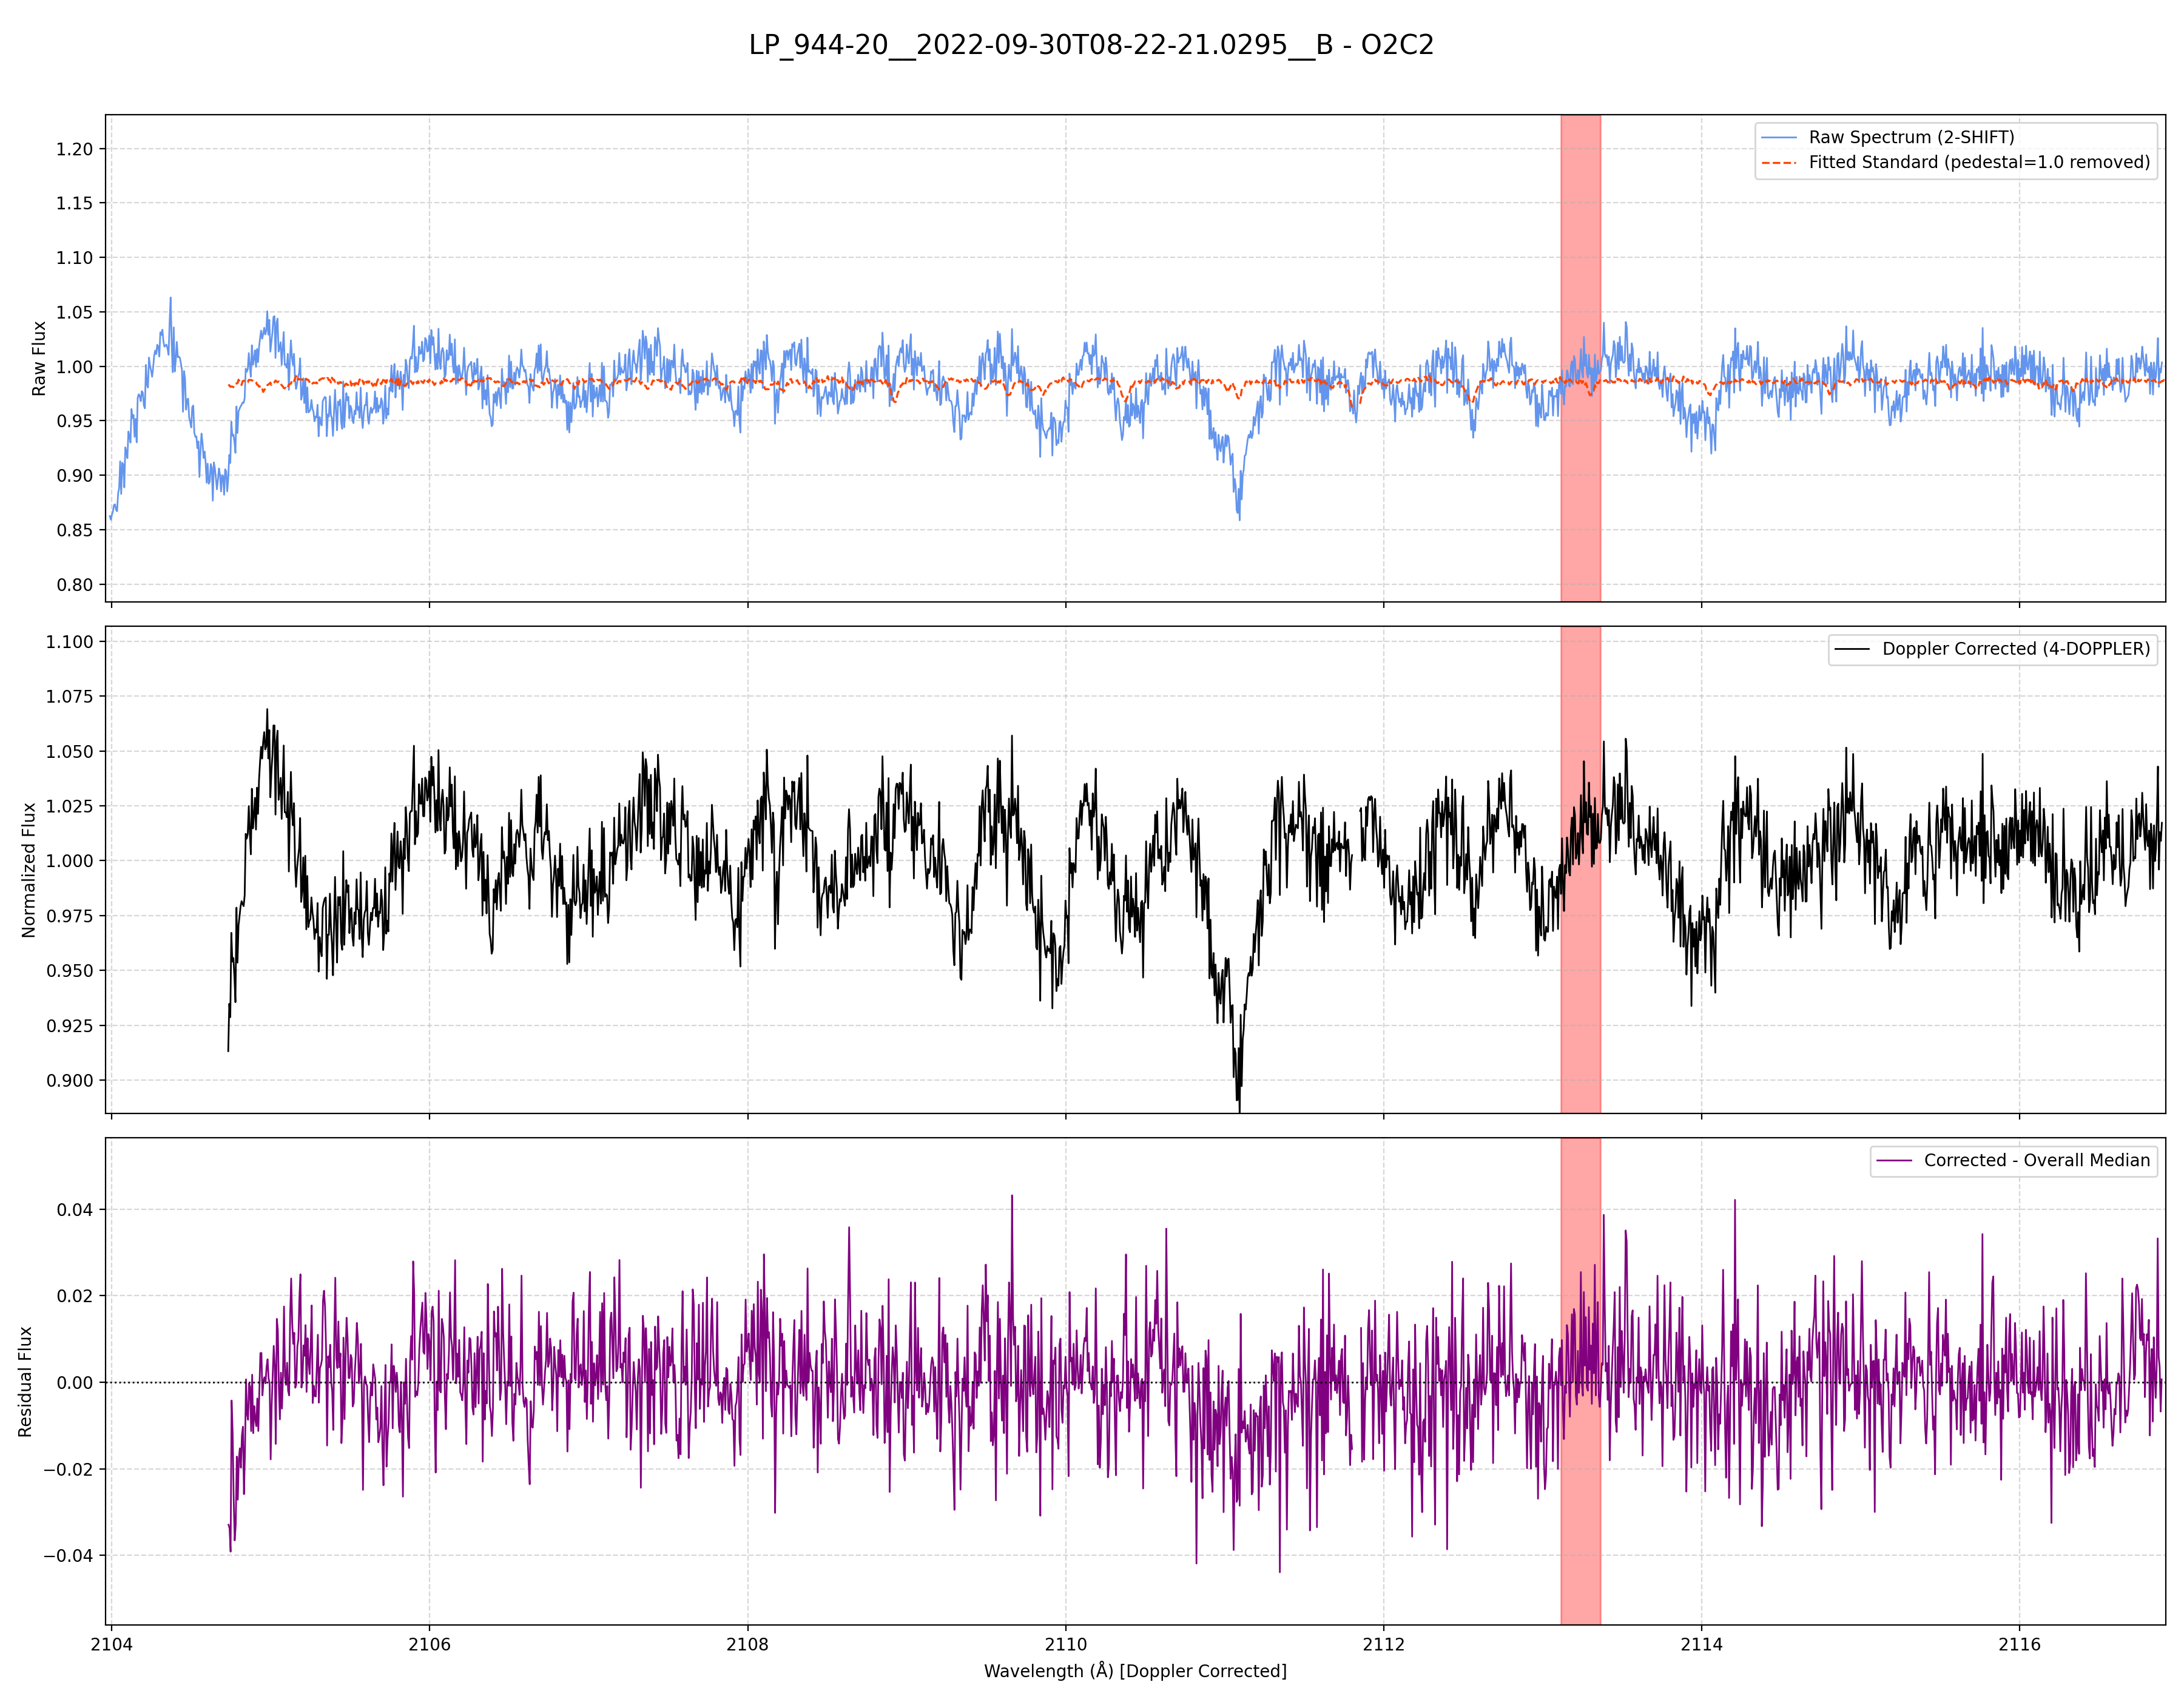 LP_944-20__2022-09-30T08-22-21.0295__B - O2C2
Raw Flux
1.20
1.15
1.10
1.05
1.00
0.95
0.90
0.85
0.80
Raw Spectrum (2-SHIFT)
Fitted Standard (pedestal=1.0 removed)
Normalized Flux
1.100
1.075
1.050
1.025
1.000
0.975
0.950
0.925
0.900
Doppler Corrected (4-DOPPLER)
Residual Flux
0.04
0.02
0.00
−0.02
−0.04
Corrected - Overall Median
2104 2106 2108 2110 2112 2114 2116
Wavelength (Å) [Doppler Corrected]